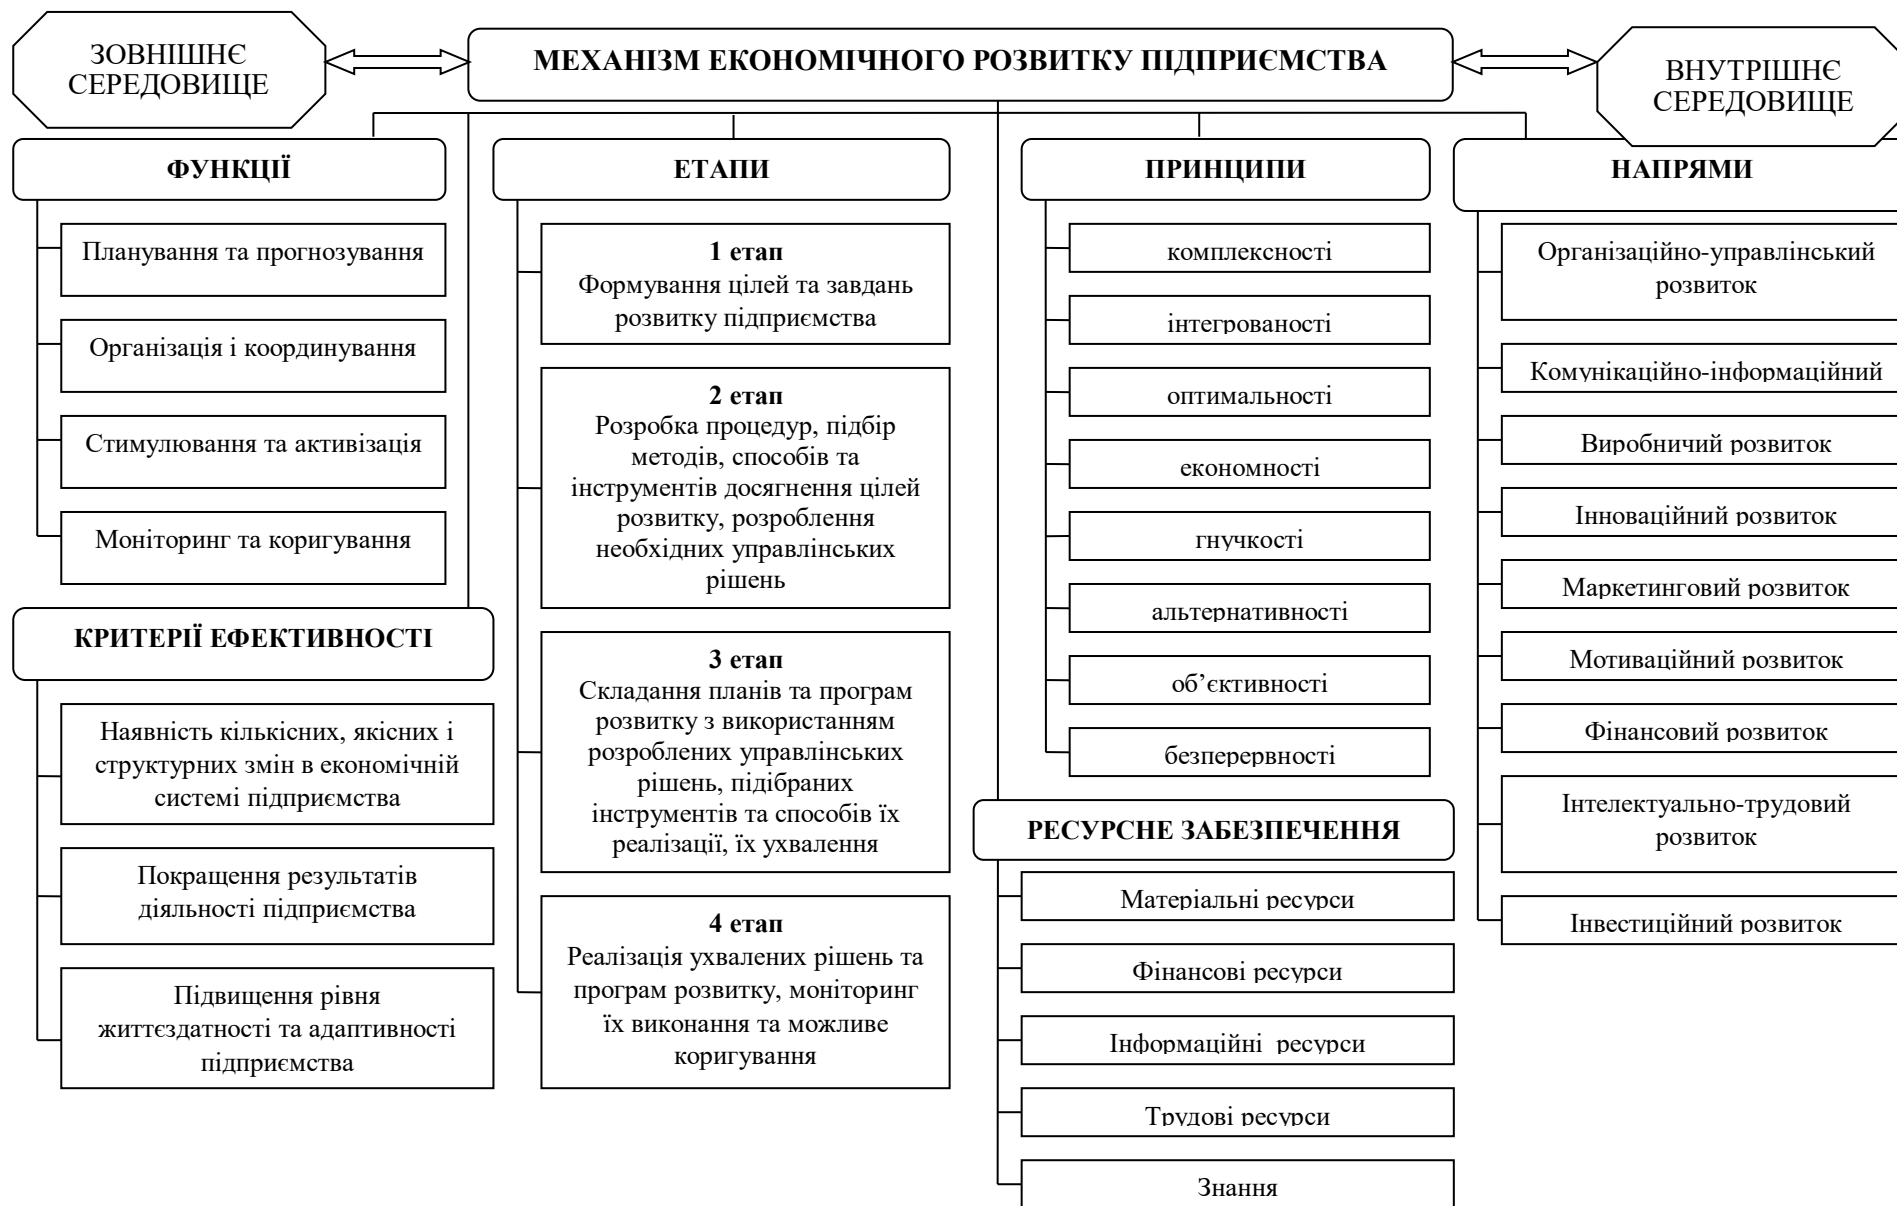 ЗОВНІШНЄ
СЕРЕДОВИЩЕ
МЕХАНІЗМ ЕКОНОМІЧНОГО РОЗВИТКУ ПІДПРИЄМСТВА
ВНУТРІШНЄ
СЕРЕДОВИЩЕ
ФУНКЦІЇ
Планування та прогнозування
Організація і координування
Стимулювання та активізація
Моніторинг та коригування
КРИТЕРІЇ ЕФЕКТИВНОСТІ
Наявність кількісних, якісних і
структурних змін в економічній
системі підприємства
Покращення результатів
діяльності підприємства
Підвищення рівня
життєздатності та адаптивності
підприємства
ЕТАПИ
1 етап
Формування цілей та завдань
розвитку підприємства
2 етап
Розробка процедур, підбір
методів, способів та
інструментів досягнення цілей
розвитку, розроблення
необхідних управлінських
рішень
3 етап
Складання планів та програм
розвитку з використанням
розроблених управлінських
рішень, підібраних
інструментів та способів їх
реалізації, їх ухвалення
4 етап
Реалізація ухвалених рішень та
програм розвитку, моніторинг
їх виконання та можливе
коригування
ПРИНЦИПИ
комплексності
інтегрованості
оптимальності
економності
гнучкості
альтернативності
об’єктивності
безперервності
РЕСУРСНЕ ЗАБЕЗПЕЧЕННЯ
Матеріальні ресурси
Фінансові ресурси
Інформаційні ресурси
Трудові ресурси
Знання
НАПРЯМИ
Організаційно-управлінський
розвиток
Комунікаційно-інформаційний
Виробничий розвиток
Інноваційний розвиток
Маркетинговий розвиток
Мотиваційний розвиток
Фінансовий розвиток
Інтелектуально-трудовий
розвиток
Інвестиційний розвиток